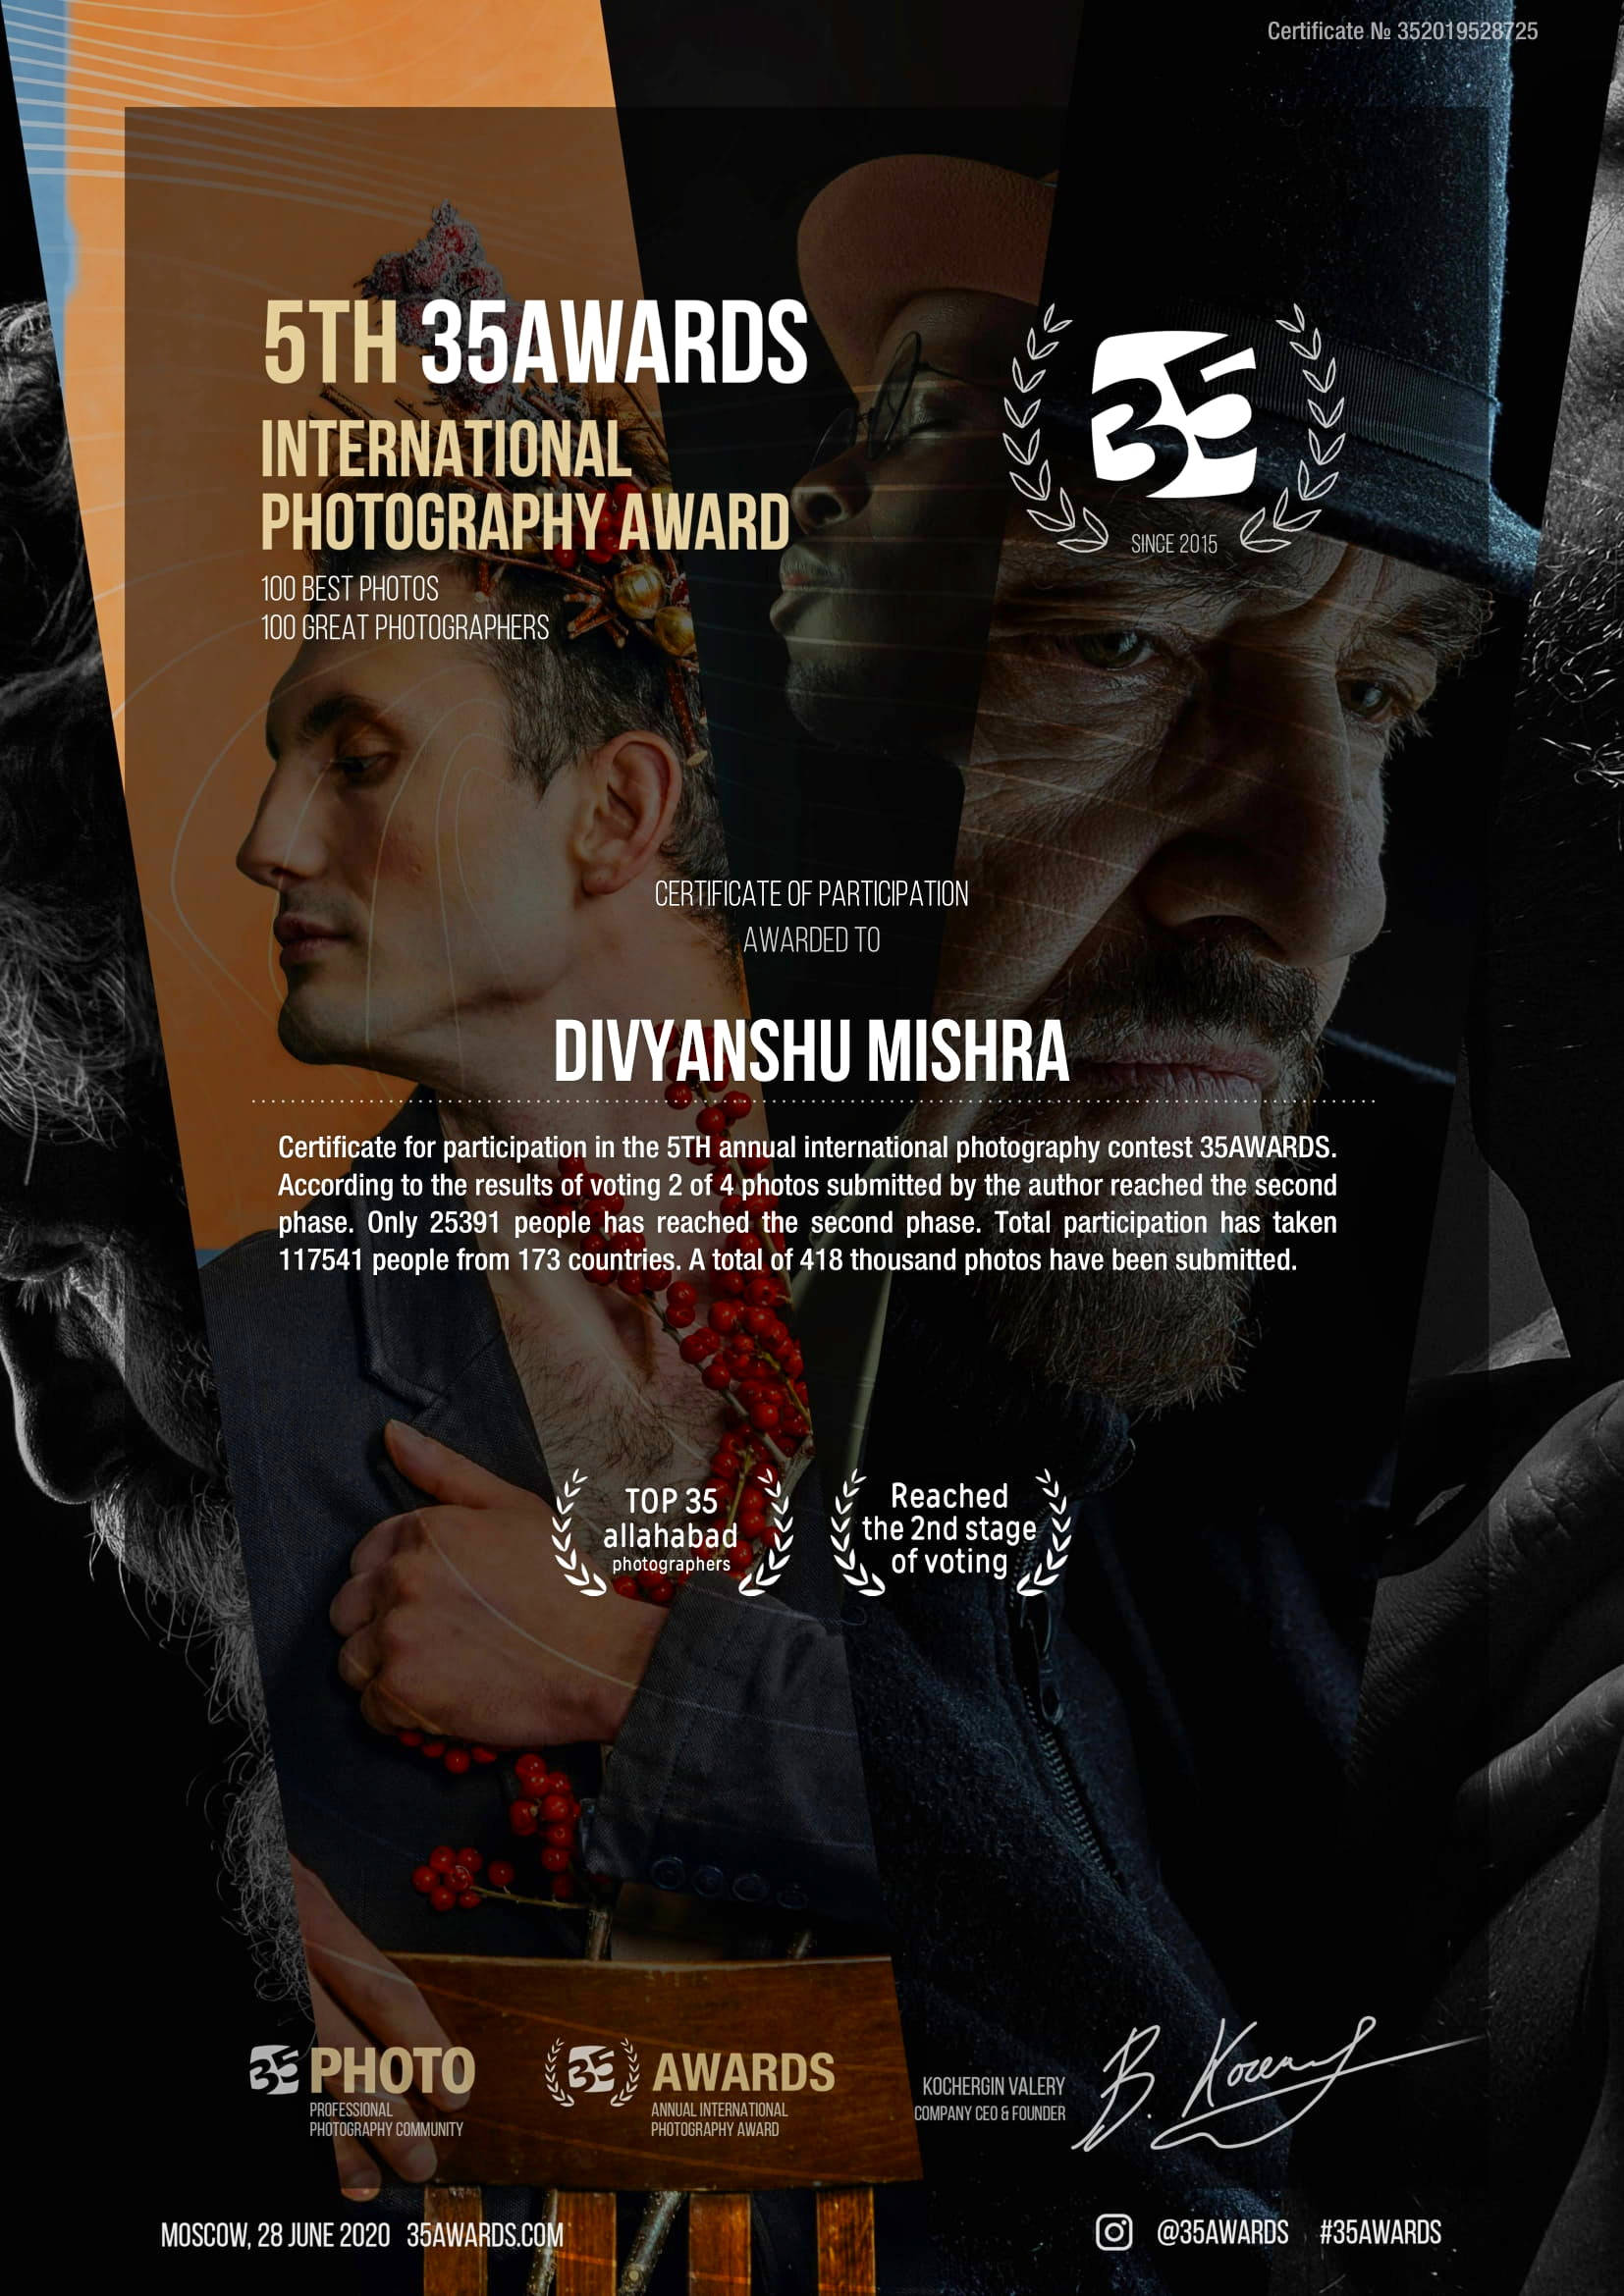 Certificate № 352019528725
5TH 35AWARDS
INTERNATIONAL
PHOTOGRAPHY AWARD
100 BEST PHOTOS
100 GREAT PHOTOGRAPHERS
35
SINCE 2015
CERTIFICATE OF PARTICIPATION
AWARDED TO
DIVYANSHU MISHRA
Certificate for participation in the 5TH annual international photography contest 35AWARDS.
According to the results of voting 2 of 4 photos submitted by the author reached the second
phase. Only 25391 people has reached the second phase. Total participation has taken
117541 people from 173 countries. A total of 418 thousand photos have been submitted.
TOP 35
allahabad
photographers
Reached
the 2nd stage
of voting
35 PHOTO
PROFESSIONAL
PHOTOGRAPHY COMMUNITY
35 AWARDS
ANNUAL INTERNATIONAL
PHOTOGRAPHY AWARD
KOCHERGIN VALERY
COMPANY CEO & FOUNDER
MOSCOW, 28 JUNE 2020 35AWARDS.COM
@35AWARDS #35AWARDS